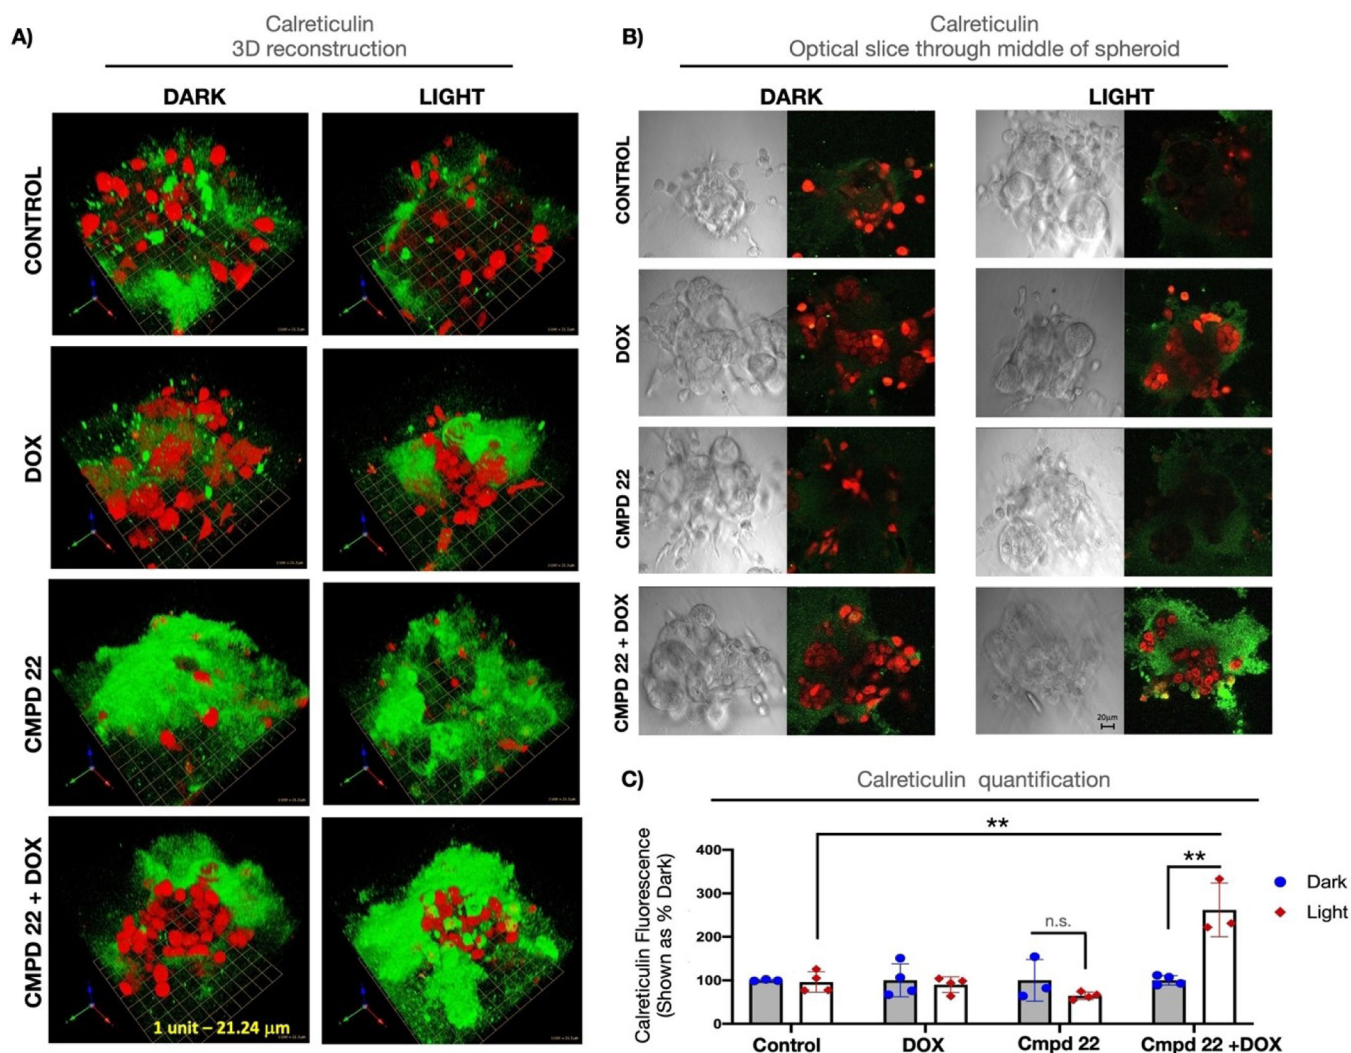 A)
Calreticulin
3D reconstruction
DARK
LIGHT
CONTROL
DOX
CMPD 22
CMPD 22 + DOX
1 unit – 21.24 μm
B)
Calreticulin
Optical slice through middle of spheroid
DARK
LIGHT
CONTROL
DOX
CMPD 22
CMPD 22 + DOX
20μm
C)
Calreticulin quantification
Calreticulin Fluorescence
(Shown as % Dark)
400
300
200
100
0
**
n.s.
**
Dark
Light
Control
DOX
Cmpd 22
Cmpd 22 +DOX